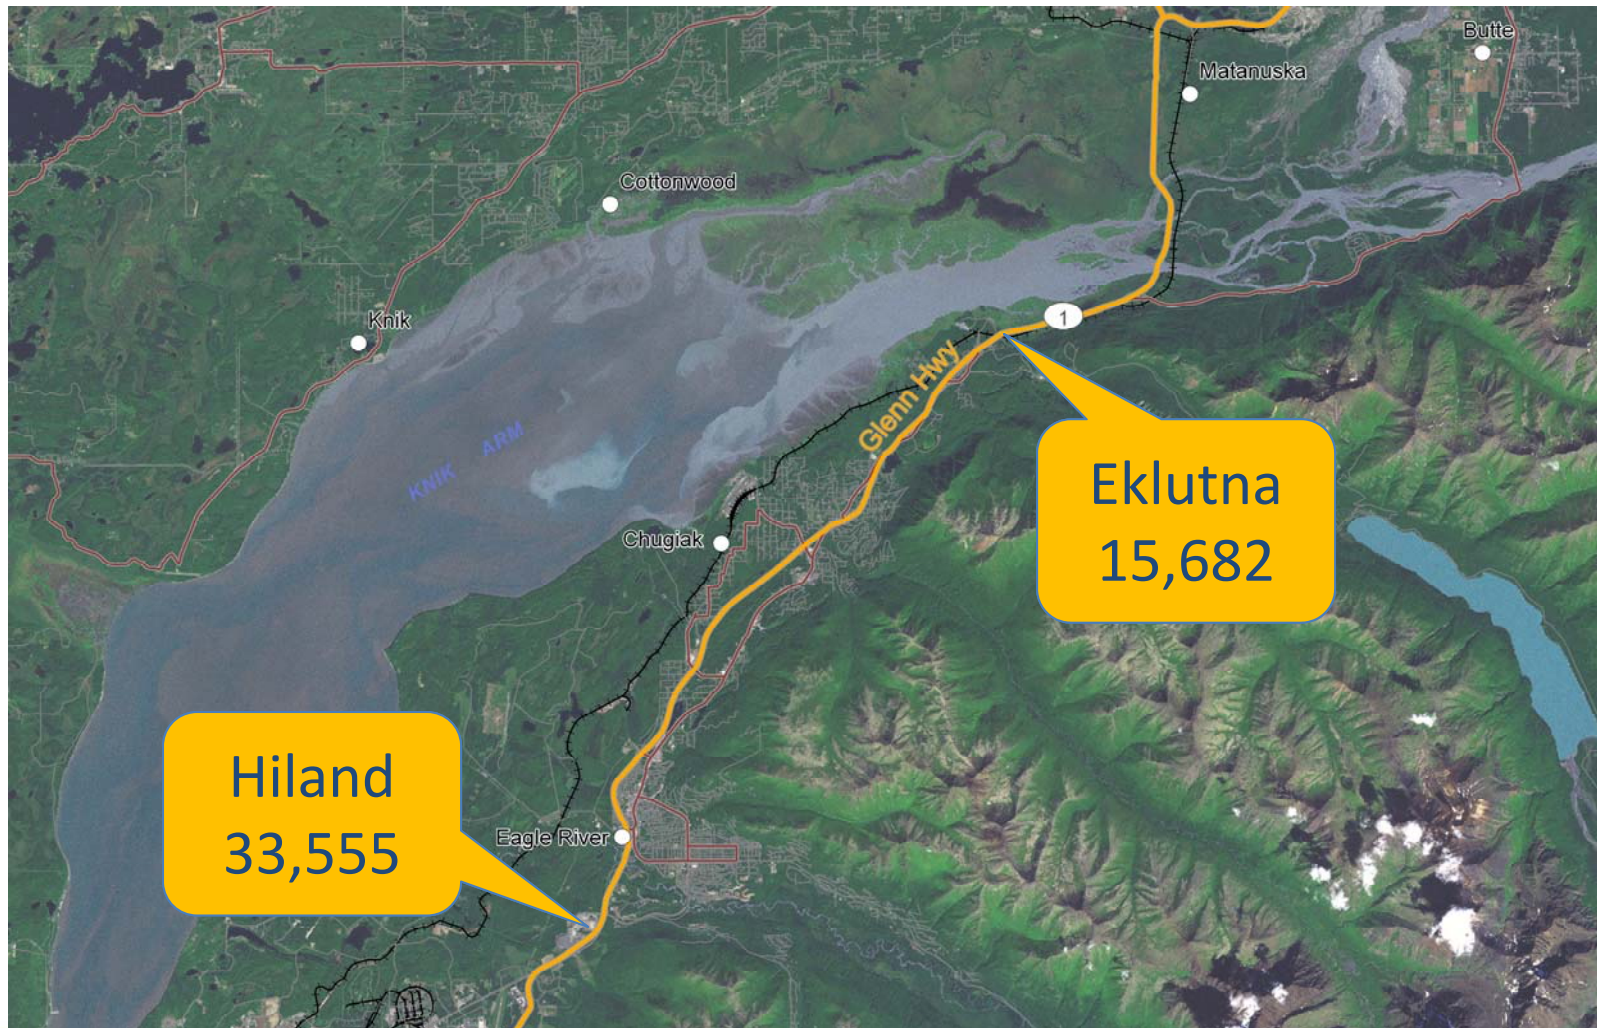 Butte
Matanuska
Cottonwood
Knik
1
Glenn Hwy
KNIK ARM
Eklutna
15,682
Chugiak
Hiland
33,555
Eagle River